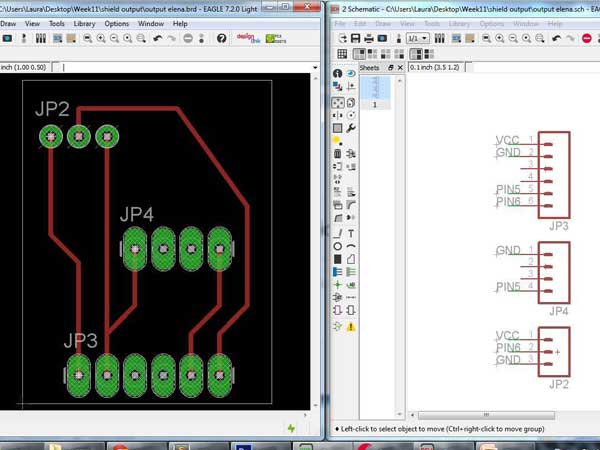 C:\Users\Laura\Desktop\Week11\shield output\output elena.brd - EAGLE 7.2.0 Light
Draw Tools Library Options Window Help
inch (1.00 0.50)
JP2
JP4
JP3
2 Schematic - C:\Users\Laura\Desktop\Week11\shield output\output elena.sch - EAG
File Edit Draw View Tools Library Options Window Help
1/1
Sheets
0.1 inch (3.5 1.2)
1
VCC 1
GND 2
3
4
PIN5 5
PIN6 6
JP3
GND 1
2
3
PIN5 4
JP4
VCC 1
PIN6 2
GND 3
JP2
Left-click to select object to move (Ctrl+right-click to move group)